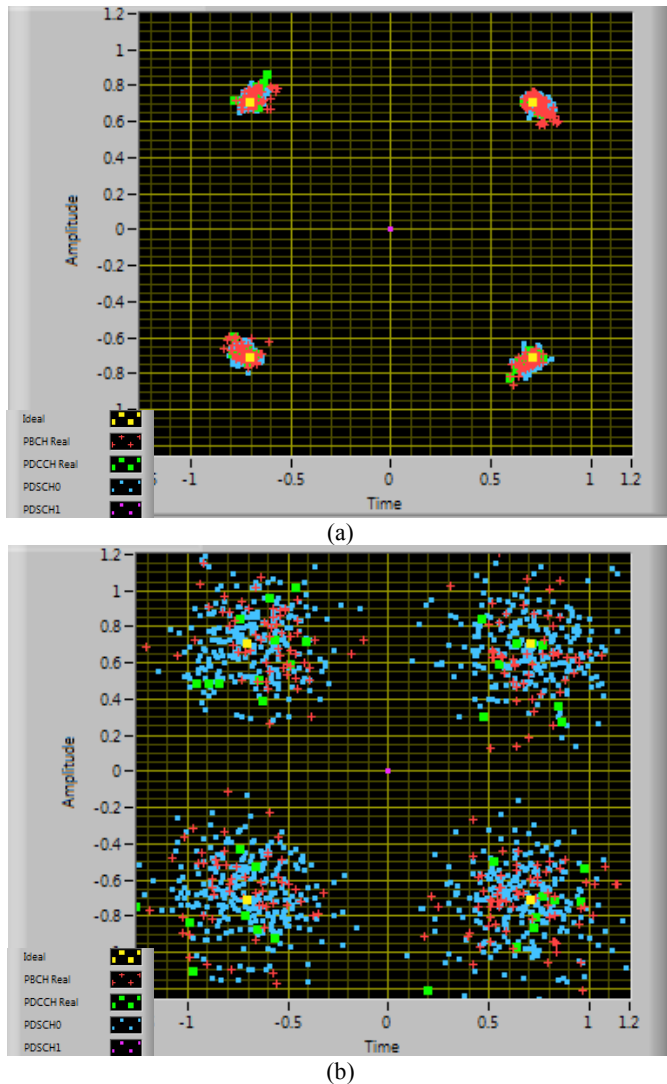 1.2
1
0.8
0.6
0.4
0.2
0
-0.2
-0.4
-0.6
-0.8
Amplitude
-1
-0.5
0
0.5
1
1.2
Time
Ideal
PBCH Real
PDCCH Real
PDSCH0
PDSCH1
(a)
1.2
1
0.8
0.6
0.4
0.2
0
-0.2
-0.4
-0.6
-0.8
Amplitude
-1
-0.5
0
0.5
1
1.2
Time
Ideal
PBCH Real
PDCCH Real
PDSCH0
PDSCH1
(b)